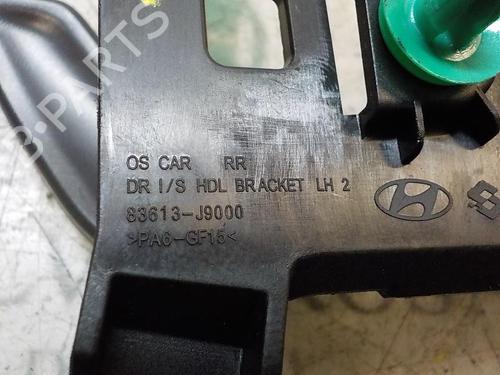 OS CAR RR
DR I/S HDL BRACKET LH 2
83613-J9000
>PA6-GF15<
B-PARTS